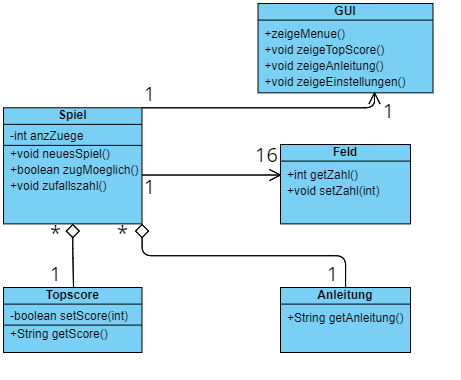 GUI
+zeigeMenue()
+void zeigeTopScore()
+void zeigeAnleitung()
+void zeigeEinstellungen()
1
1
Spiel
-int anzZuege
+void neuesSpiel()
+boolean zugMoeglich()
+void zufallszahl()
16
1
Feld
+int getZahl()
+void setZahl(int)
*
*
1
1
Topscore
-boolean setScore(int)
+String getScore()
Anleitung
+String getAnleitung()